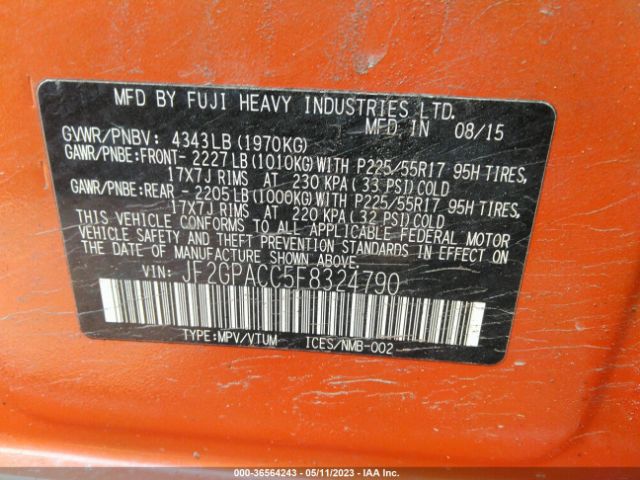 MFD BY FUJI HEAVY INDUSTRIES LTD.
MFD IN 08/15
GVWR/PNBV: 4343LB(1970KG)
GAWR/PNBE:FRONT- 2227LB(1010KG)WITH P225/55R17 95H TIRES,
17X7J RIMS AT 230 KPA(33 PSI)COLD
GAWR/PNBE:REAR - 2205LB(1000KG)WITH P225/55R17 95H TIRES,
17X7J RIMS AT 220 KPA(32 PSI)COLD
THIS VEHICLE CONFORMS TO ALL APPLICABLE FEDERAL MOTOR
VEHICLE SAFETY AND THEFT PREVENTION STANDARDS IN EFFECT ON
THE DATE OF MANUFACTURE SHOWN ABOVE.
VIN: JF2GPACC5F8324790
TYPE:MPV/VTUM ICES/NMB-002
000-36564243 - 05/11/2023 - IAA Inc.